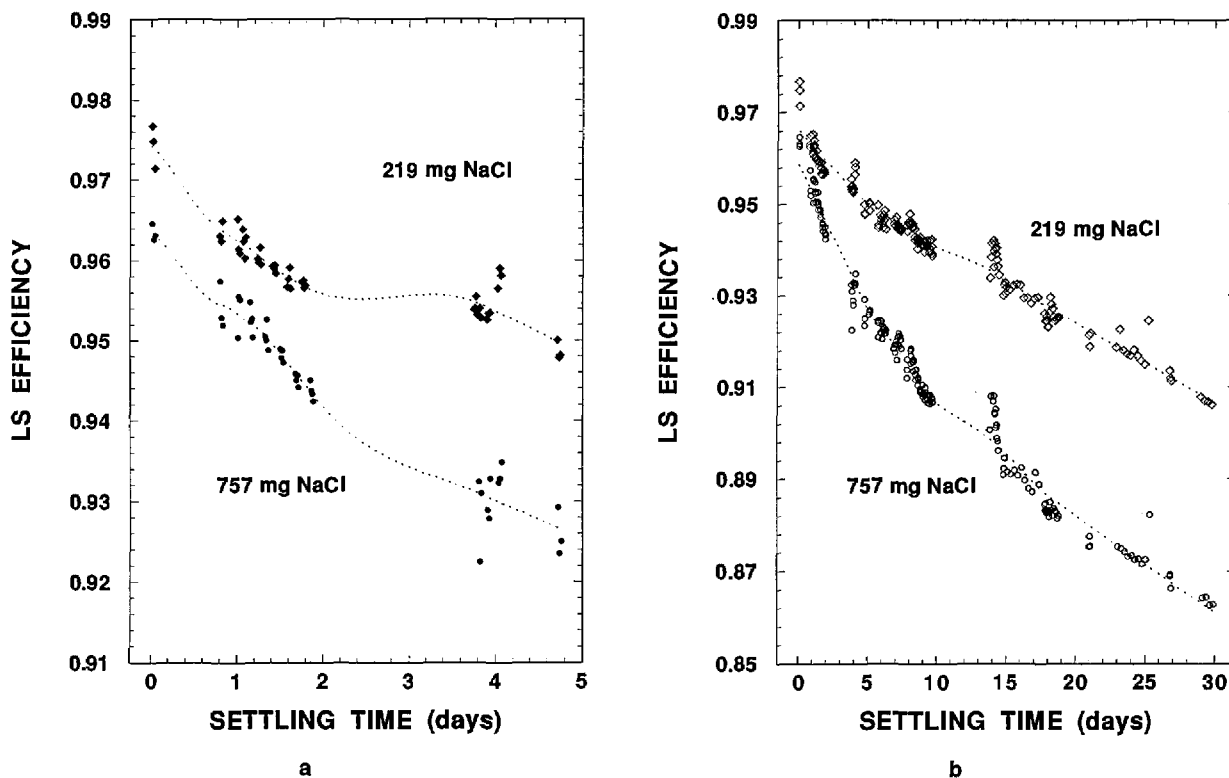 0.99
0.98
0.97
0.96
0.95
0.94
0.93
0.92
0.91
LS EFFICIENCY
219 mg NaCl
757 mg NaCl
0 1 2 3 4 5
SETTLING TIME (days)
a
0.99
0.97
0.95
0.93
0.91
0.89
0.87
0.85
LS EFFICIENCY
219 mg NaCl
757 mg NaCl
0 5 10 15 20 25 30
SETTLING TIME (days)
b